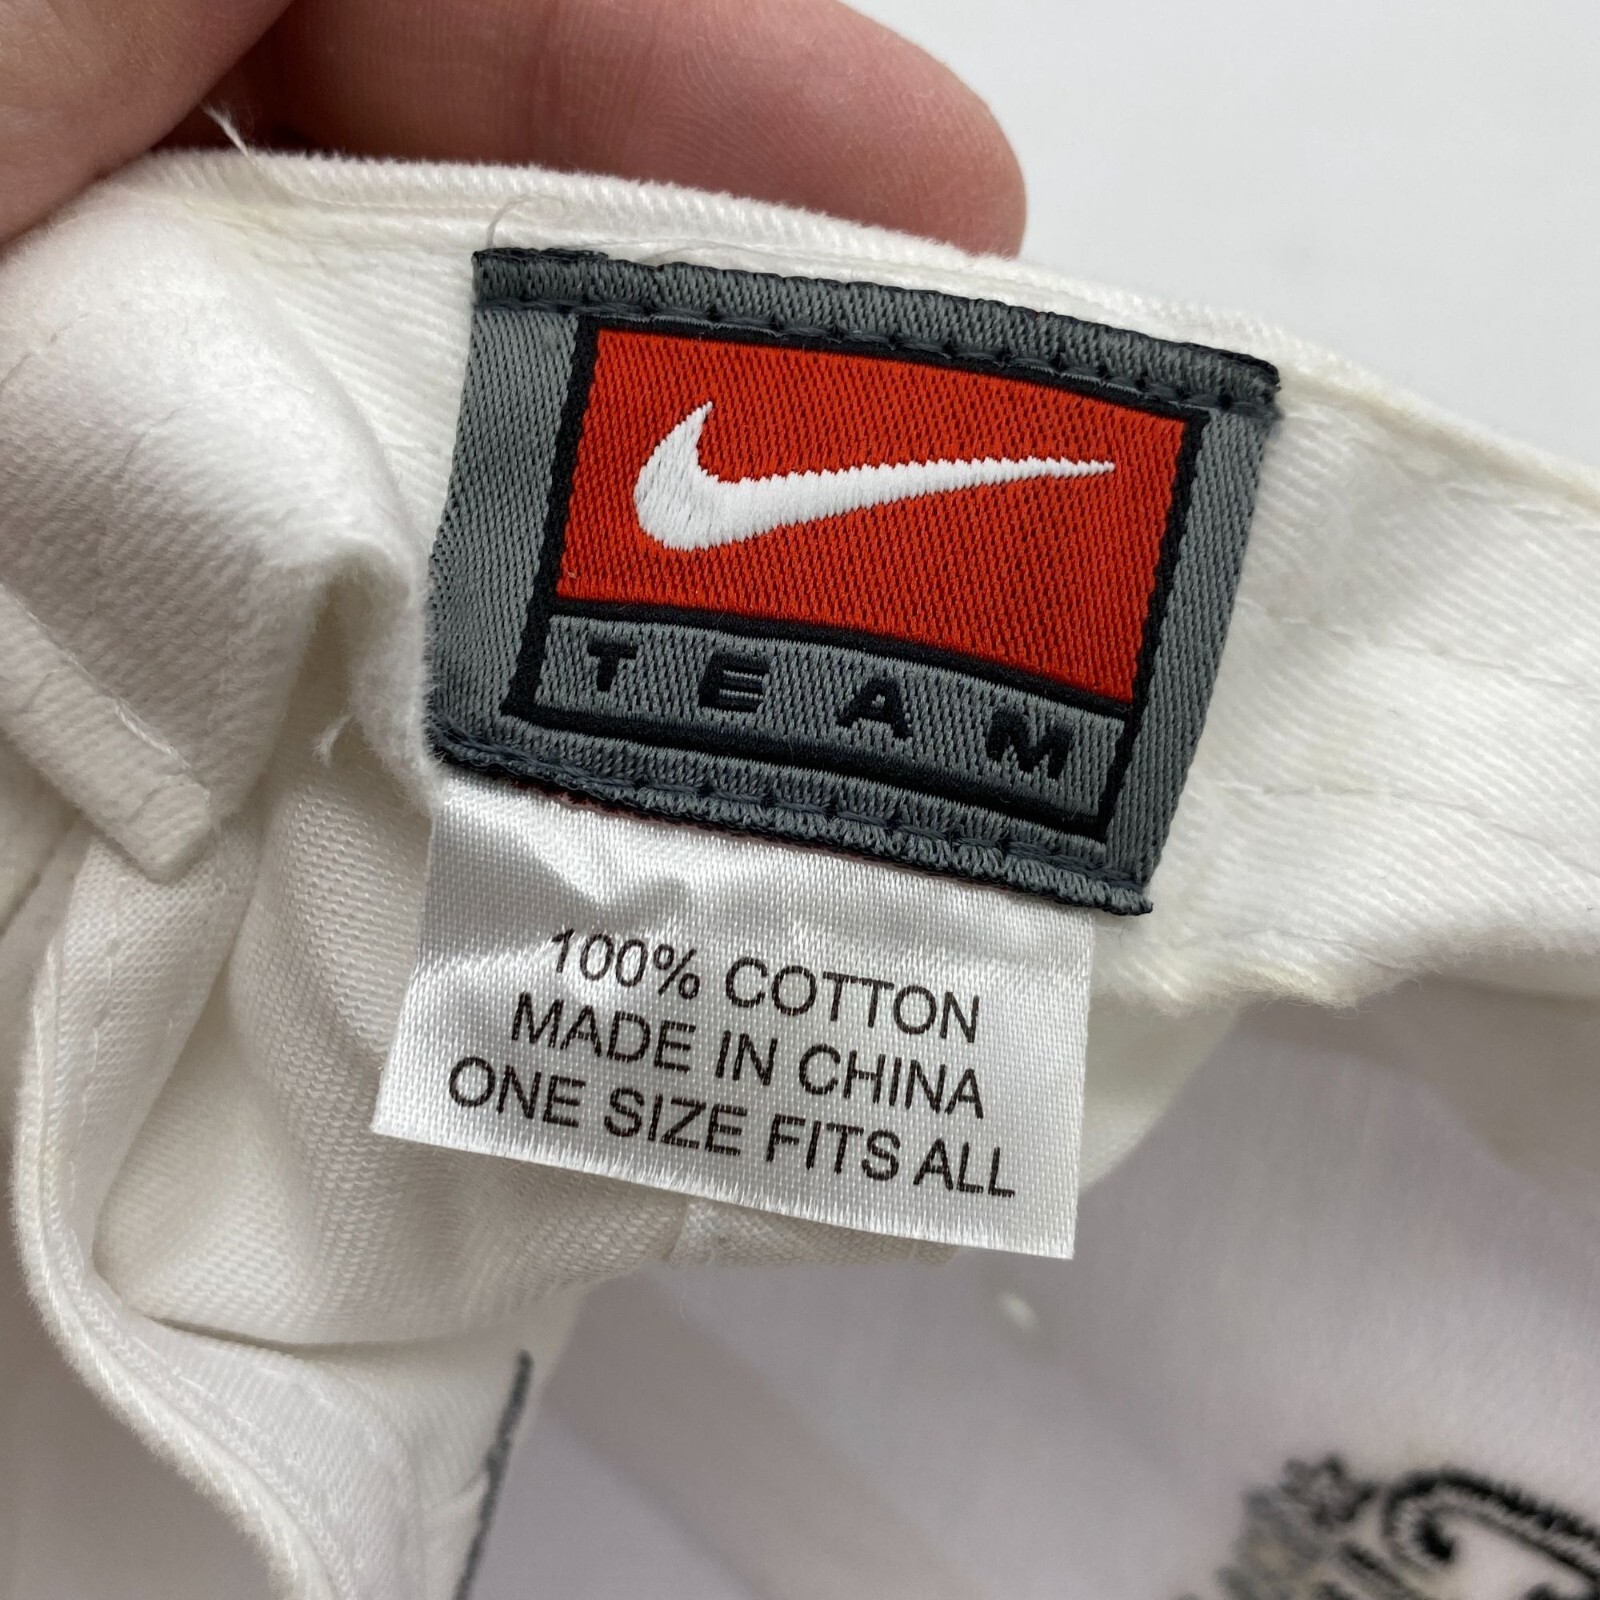 TEAM
100% COTTON
MADE IN CHINA
ONE SIZE FITS ALL